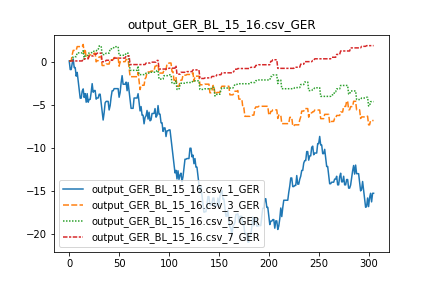 output_GER_BL_15_16.csv_GER
0
−5
−10
−15
−20
output_GER_BL_15_16.csv_1_GER
output_GER_BL_15_16.csv_3_GER
output_GER_BL_15_16.csv_5_GER
output_GER_BL_15_16.csv_7_GER
0 50 100 150 200 250 300